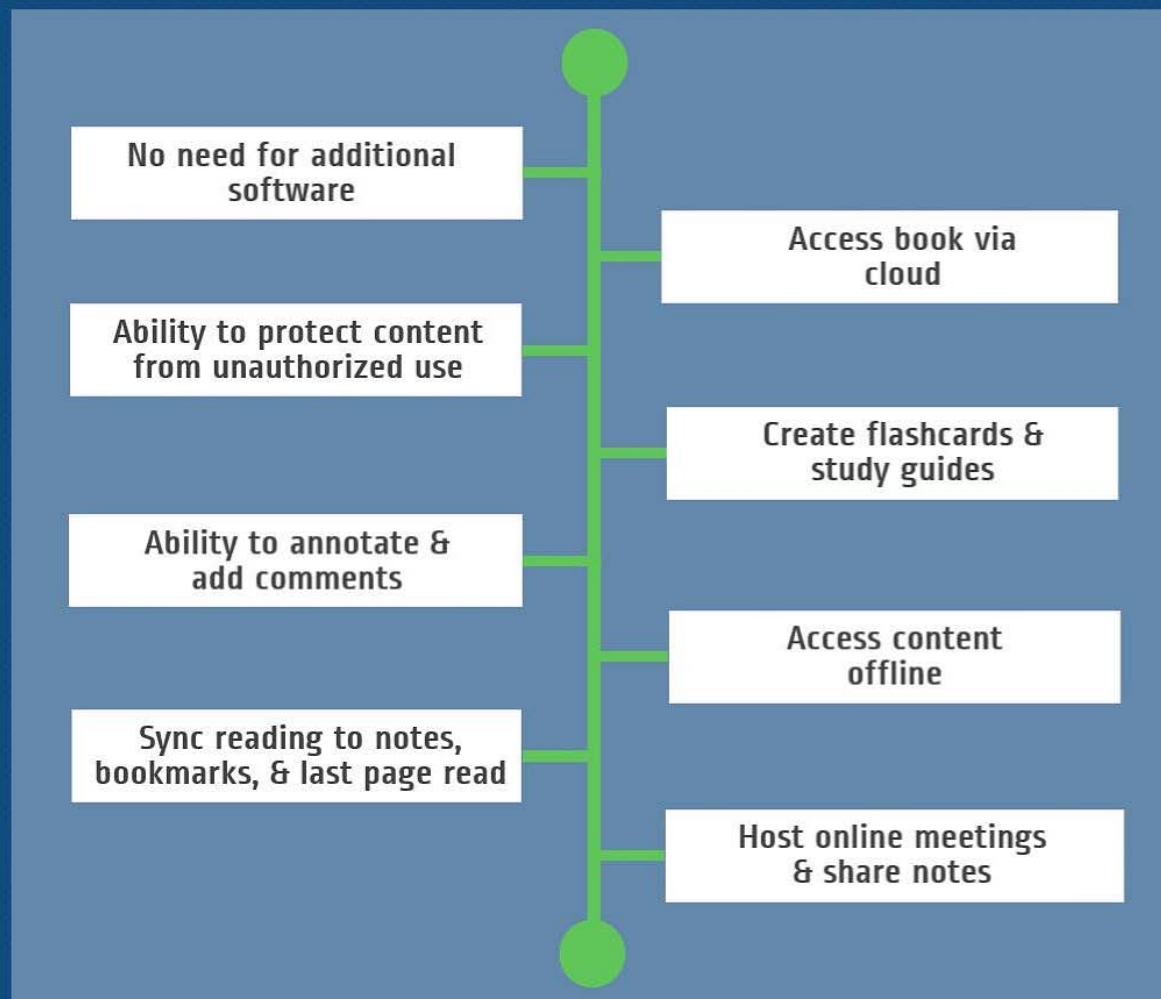 No need for additional
software
Access book via
cloud
Ability to protect content
from unauthorized use
Create flashcards &
study guides
Ability to annotate &
add comments
Access content
offline
Sync reading to notes,
bookmarks, & last page read
Host online meetings
& share notes